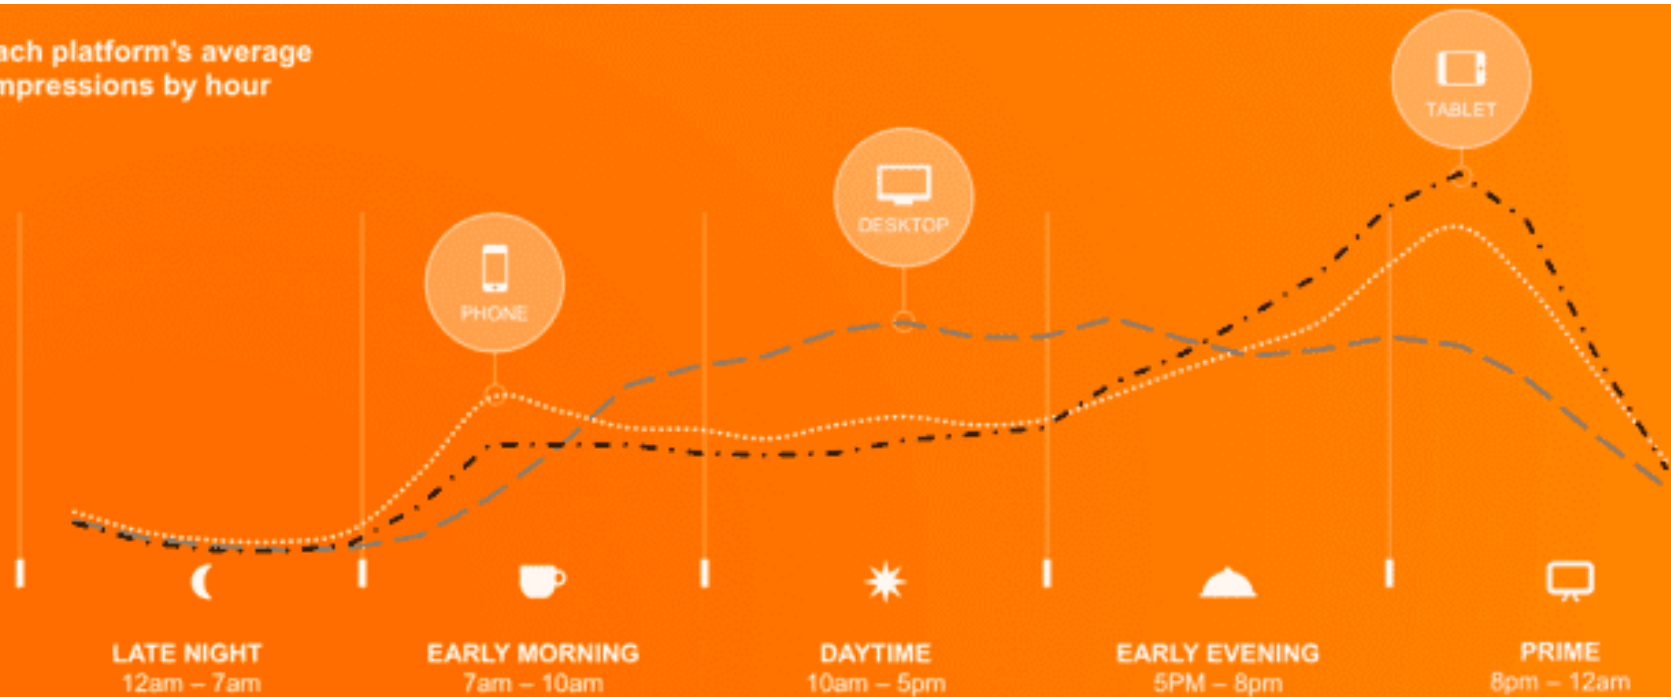 ach platform's average
mpressions by hour
TABLET
DESKTOP
PHONE
LATE NIGHT
12am – 7am
EARLY MORNING
7am – 10am
DAYTIME
10am – 5pm
EARLY EVENING
5PM – 8pm
PRIME
8pm – 12am